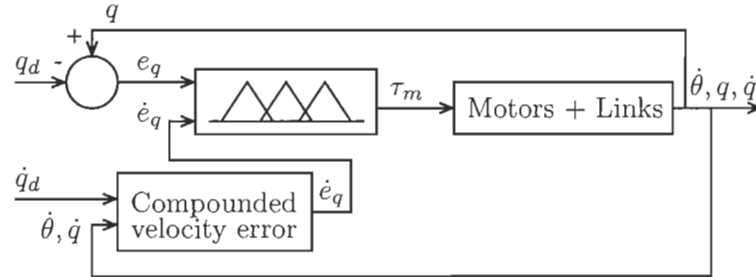 q
+
q_d
-
e_q
ė_q
τ_m
Motors + Links
θ̇, q, q̇
q̇_d
θ̇, q̇
Compounded
velocity error
ė_q